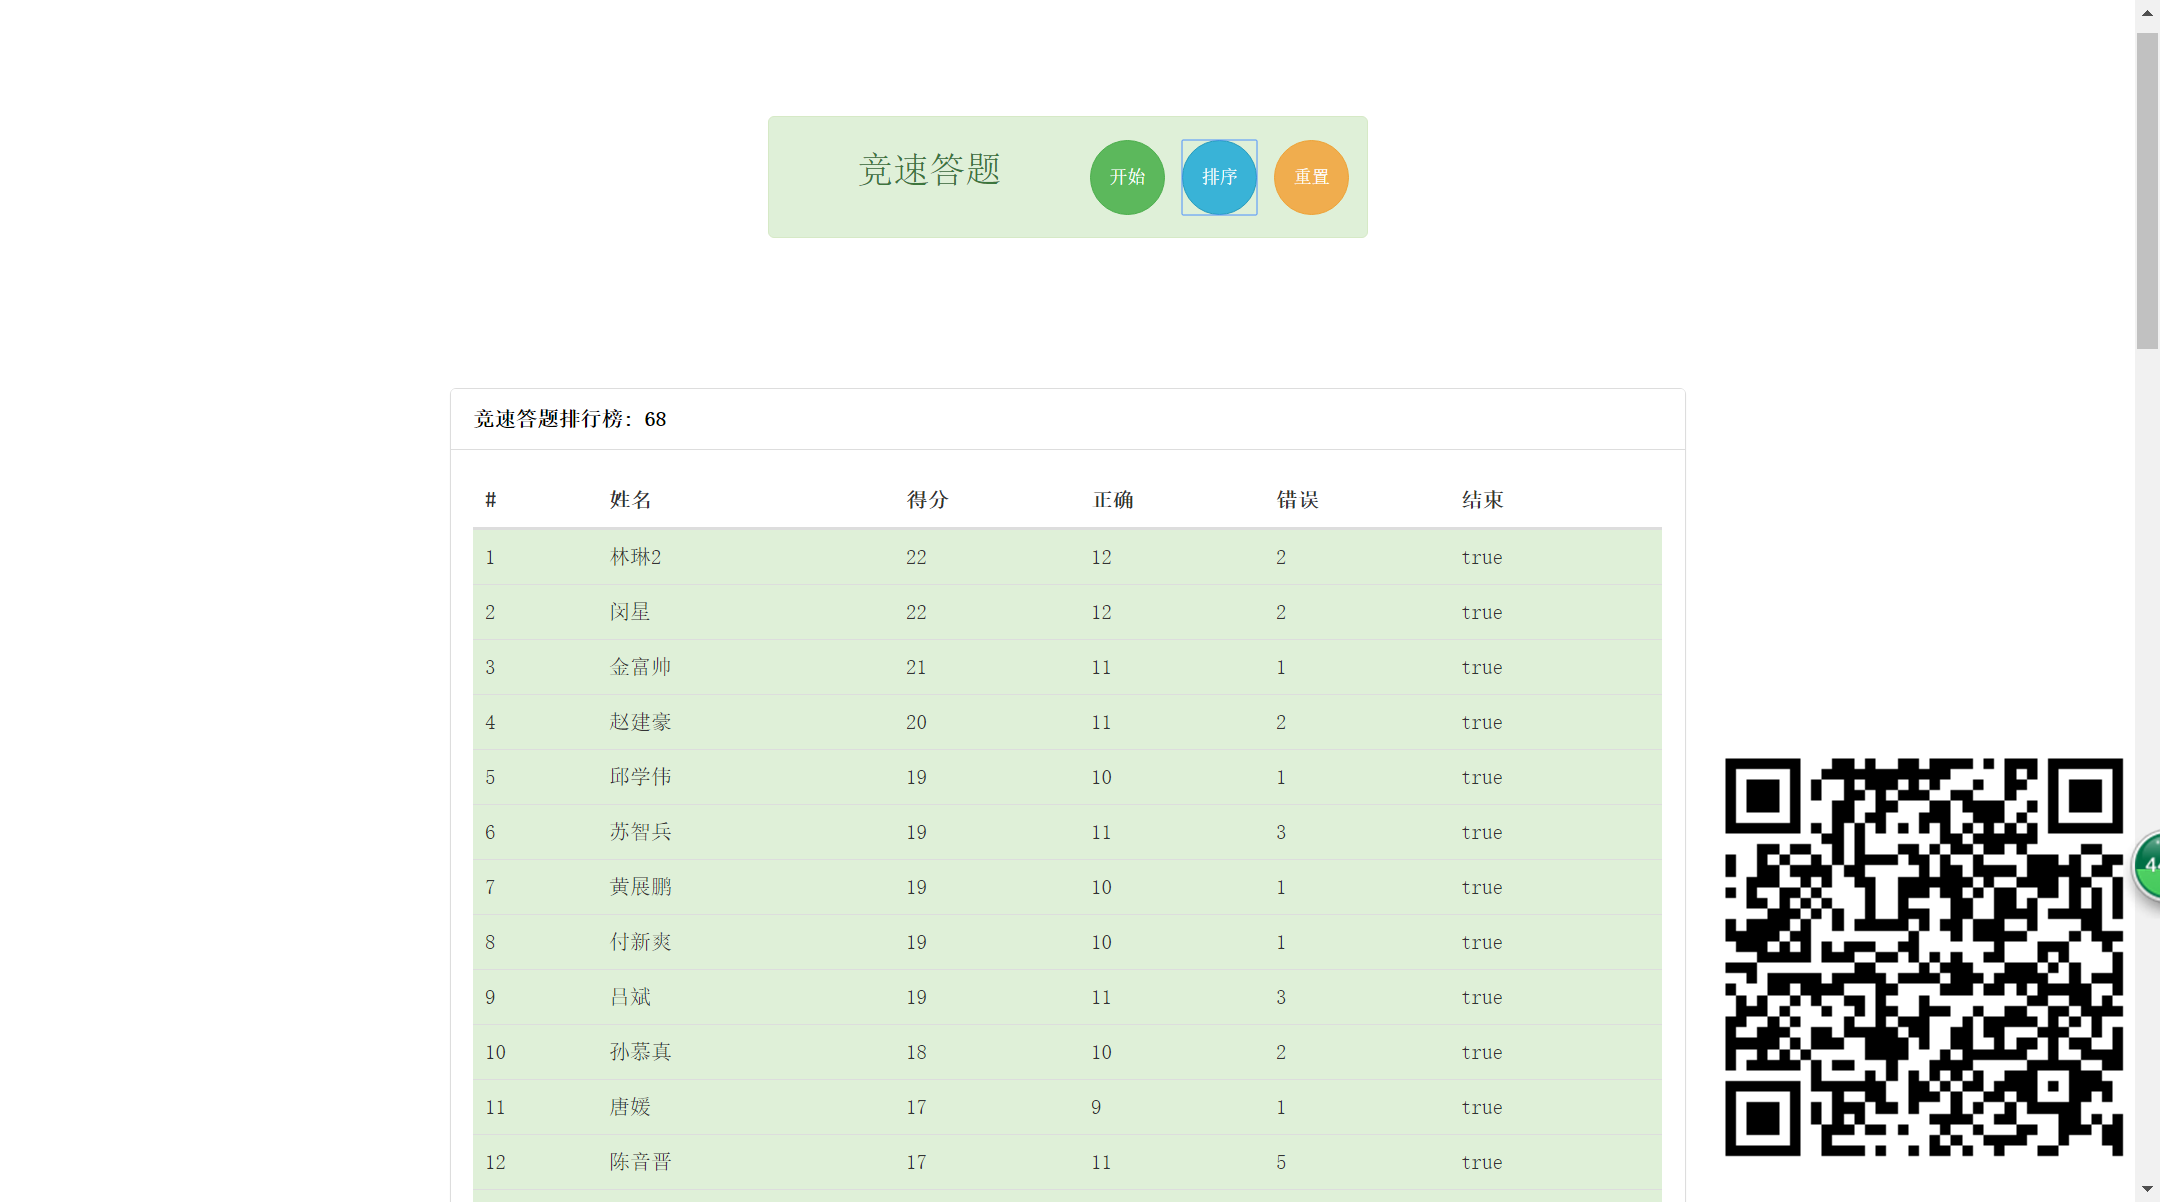 竞速答题 开始 排序 重置
竞速答题排行榜: 68
# 姓名 得分 正确 错误 结束
1 林琳2 22 12 2 true
2 闵星 22 12 2 true
3 金富帅 21 11 1 true
4 赵建豪 20 11 2 true
5 邱学伟 19 10 1 true
6 苏智兵 19 11 3 true
7 黄展鹏 19 10 1 true
8 付新爽 19 10 1 true
9 吕斌 19 11 3 true
10 孙慕真 18 10 2 true
11 唐媛 17 9 1 true
12 陈音晋 17 11 5 true